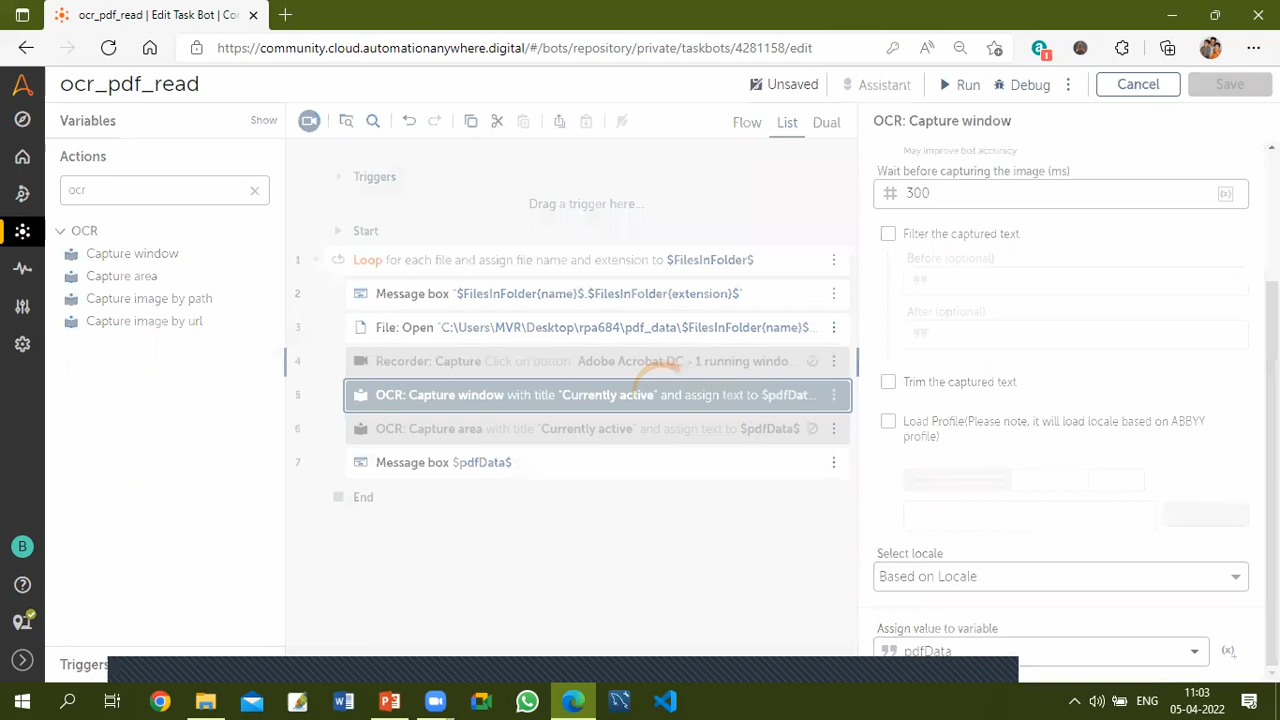 ocr_pdf_read | Edit Task Bot | Co
https://community.cloud.automationanywhere.digital/#/bots/repository/private/taskbots/4281158/edit
1
ocr_pdf_read
Unsaved
Assistant
Run
Debug
Cancel
Save
Variables
Show
Flow
List
Dual
OCR: Capture window
Actions
ocr
OCR
Capture window
Capture area
Capture image by path
Capture image by url
Triggers
Drag a trigger here...
Start
1 Loop for each file and assign file name and extension to $FilesInFolder$
2 Message box "$FilesInFolder{name}$.$FilesInFolder{extension}$"
3 File: Open "C:\Users\MVR\Desktop\rpa684\pdf_data\$FilesInFolder{name}$...
4 Recorder: Capture Click on button Adobe Acrobat DC - 1 running windo...
5 OCR: Capture window with title "Currently active" and assign text to $pdfDat...
6 OCR: Capture area with title "Currently active" and assign text to $pdfData$
7 Message box $pdfData$
End
May improve bot accuracy
Wait before capturing the image (ms)
300
Filter the captured text
Before (optional)
After (optional)
Trim the captured text
Load Profile(Please note, it will load locale based on ABBYY
profile)
Select locale
Based on Locale
Assign value to variable
pdfData
(x)
B
Triggers
ENG
11:03
05-04-2022